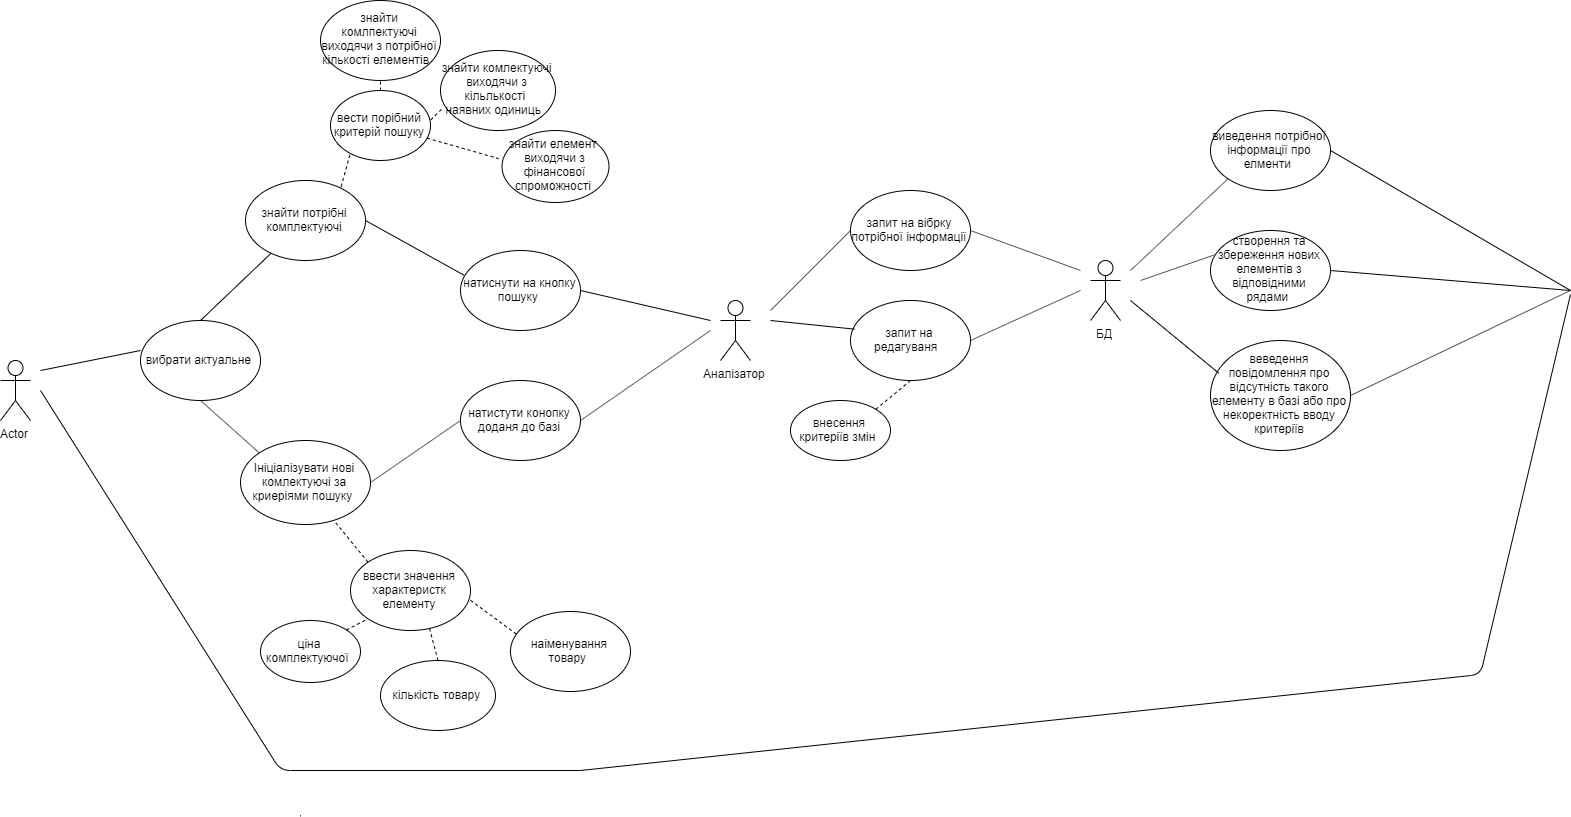 знайти
комлпектуючі
виходячи з потрібної
кілкості елементів
знайти комлектуючі
виходячи з
кільлькості
наявних одиниць
вести порібний
критерій пошуку
знайти елемент
виходячи з
фінансової
спроможності
знайти потрібні
комплектуючі
натиснути на кнопку
пошуку
вибрати актуальне
Actor
Ініціалізувати нові
комлектуючі за
криеріями пошуку
натистути конопку
доданя до базі
ввести значення
характеристк
елементу
ціна
комплектуючої
кількість товару
наіменування
товару
Аналізатор
запит на вібрку
потрібної інформації
запит на
редагуваня
внесення
критеріїв змін
БД
виведення потрібної
інформації про
елменти
створення та
збереження нових
елементів з
відповідними
рядами
веведення
повідомлення про
відсутність такого
елементу в базі або про
некоректність вводу
критеріїв